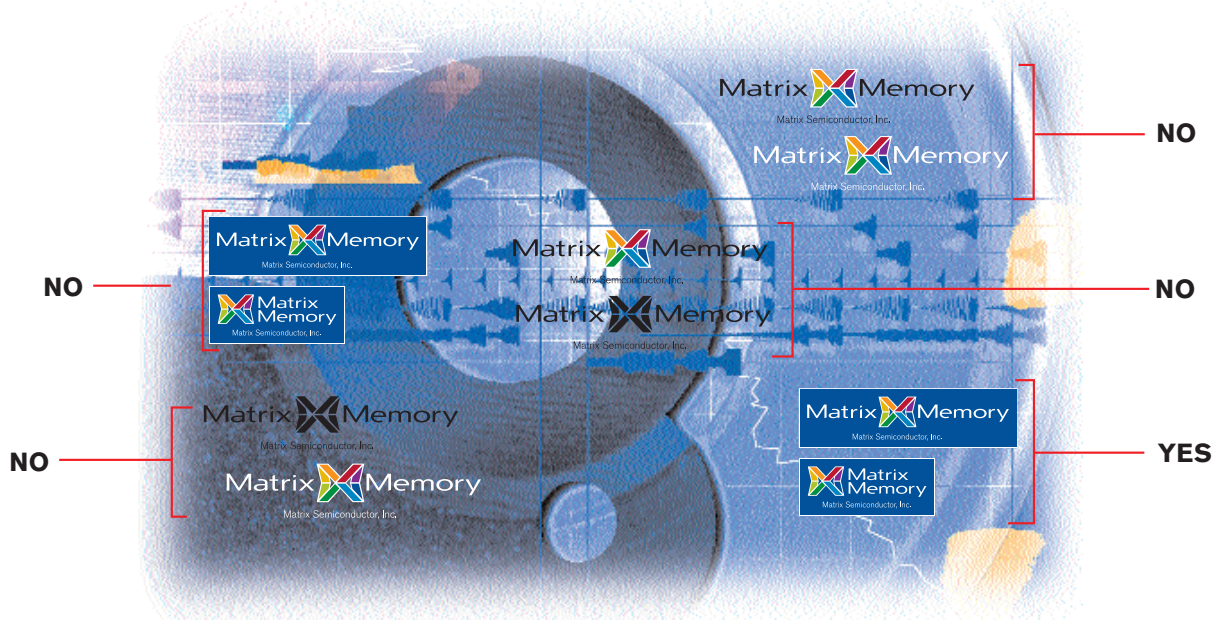 Matrix Memory
Matrix Semiconductor, Inc.
Matrix Memory
Matrix Semiconductor, Inc.
NO
Matrix Memory
Matrix Semiconductor, Inc.
Matrix
Memory
Matrix Semiconductor, Inc.
NO
Matrix Memory
Matrix Semiconductor, Inc.
Matrix Memory
Matrix Semiconductor, Inc.
NO
Matrix Memory
Matrix Semiconductor, Inc.
Matrix Memory
Matrix Semiconductor, Inc.
NO
Matrix Memory
Matrix Semiconductor, Inc.
Matrix
Memory
Matrix Semiconductor, Inc.
YES